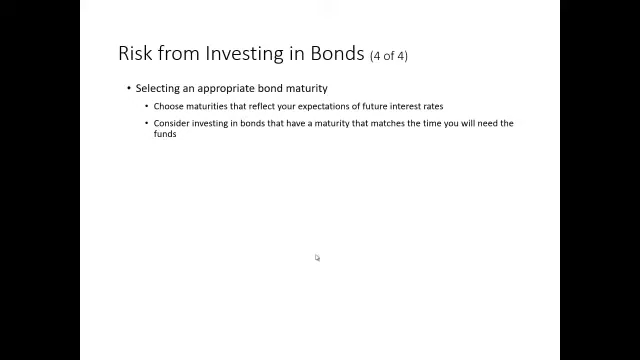 Risk from Investing in Bonds (4 of 4)
• Selecting an appropriate bond maturity
• Choose maturities that reflect your expectations of future interest rates
• Consider investing in bonds that have a maturity that matches the time you will need the
funds